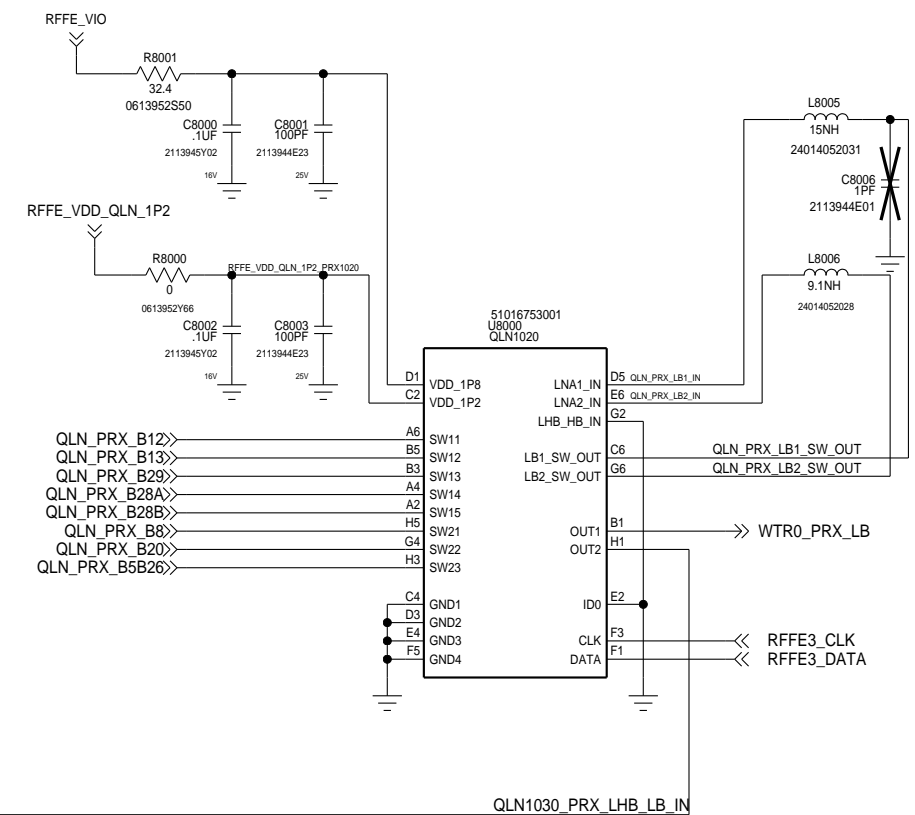 RFFE_VIO
R8001
32.4
0613952S50
C8000
.1UF
2113945Y02
16V
C8001
100PF
2113944E23
25V
L8005
15NH
24014052031
C8006
1PF
2113944E01
RFFE_VDD_QLN_1P2
R8000
0
0613952Y66
RFFE_VDD_QLN_1P2_PRX1020
C8002
.1UF
2113945Y02
16V
C8003
100PF
2113944E23
25V
L8006
9.1NH
24014052028
51016753001
U8000
QLN1020
D1 VDD_1P8
C2 VDD_1P2
LNA1_IN D5 QLN_PRX_LB1_IN
LNA2_IN E6 QLN_PRX_LB2_IN
LHB_HB_IN G2
QLN_PRX_B12 A6 SW11
QLN_PRX_B13 B5 SW12
QLN_PRX_B29 B3 SW13
QLN_PRX_B28A A4 SW14
QLN_PRX_B28B A2 SW15
QLN_PRX_B8 H5 SW21
QLN_PRX_B20 G4 SW22
QLN_PRX_B5B26 H3 SW23
LB1_SW_OUT C6 QLN_PRX_LB1_SW_OUT
LB2_SW_OUT G6 QLN_PRX_LB2_SW_OUT
OUT1 B1 WTR0_PRX_LB
OUT2 H1
C4 GND1
D3 GND2
E4 GND3
F5 GND4
ID0 E2
CLK F3 RFFE3_CLK
DATA F1 RFFE3_DATA
QLN1030_PRX_LHB_LB_IN